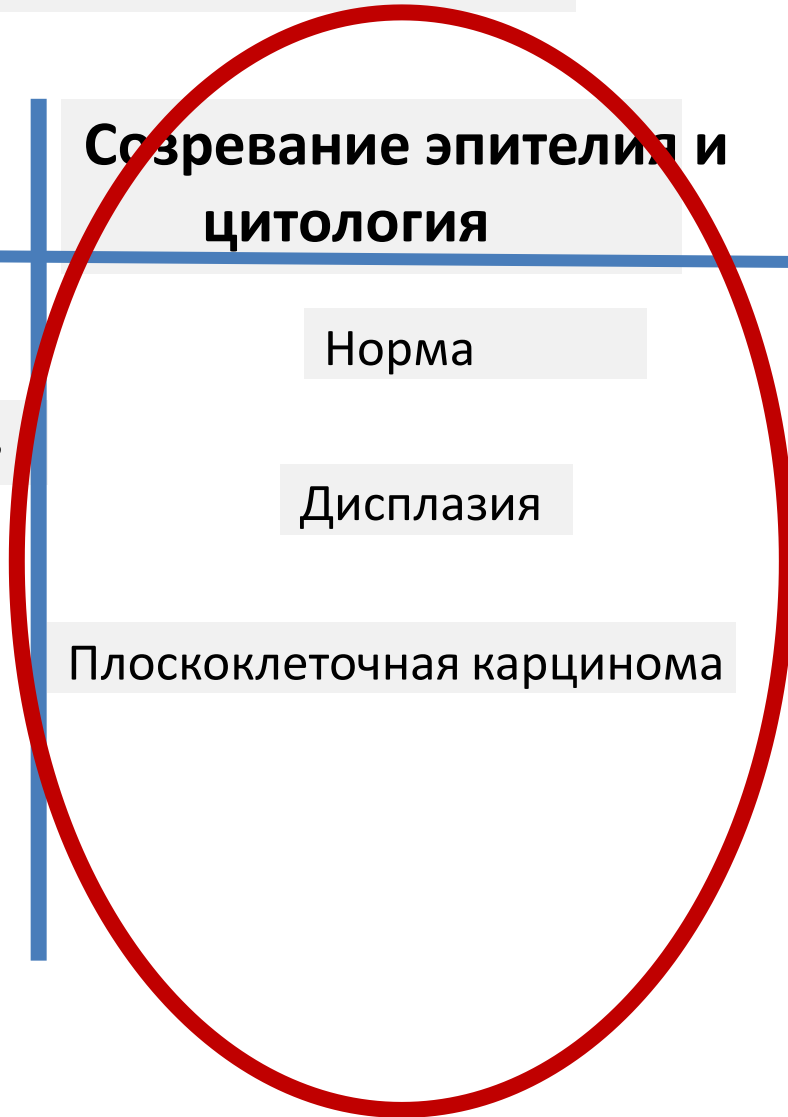 Созревание эпителия и
цитология
Норма
Дисплазия
Плоскоклеточная карцинома